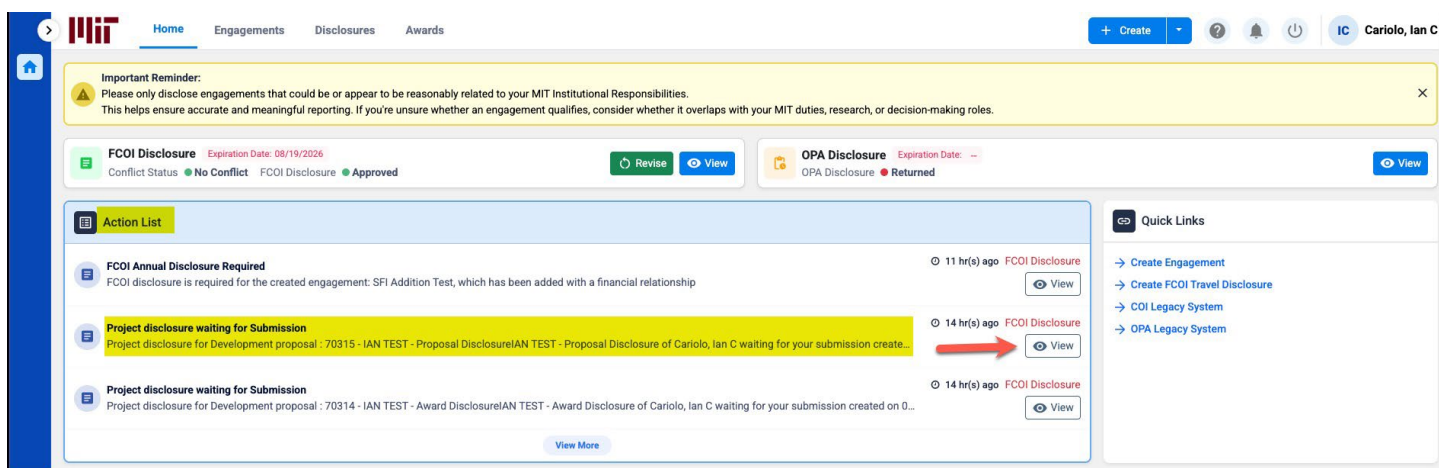 MIT Home Engagements Disclosures Awards + Create IC Cariolo, Ian C
Important Reminder:
Please only disclose engagements that could be or appear to be reasonably related to your MIT Institutional Responsibilities.
This helps ensure accurate and meaningful reporting. If you're unsure whether an engagement qualifies, consider whether it overlaps with your MIT duties, research, or decision-making roles.
FCOI Disclosure Expiration Date: 08/19/2026
Conflict Status No Conflict FCOI Disclosure Approved
Revise View
OPA Disclosure Expiration Date: --
OPA Disclosure Returned
View
Action List
FCOI Annual Disclosure Required
FCOI disclosure is required for the created engagement: SFI Addition Test, which has been added with a financial relationship
11 hr(s) ago FCOI Disclosure
View
Project disclosure waiting for Submission
Project disclosure for Development proposal : 70315 - IAN TEST - Proposal DisclosureIAN TEST - Proposal Disclosure of Cariolo, Ian C waiting for your submission create...
14 hr(s) ago FCOI Disclosure
View
Project disclosure waiting for Submission
Project disclosure for Development proposal : 70314 - IAN TEST - Award DisclosureIAN TEST - Award Disclosure of Cariolo, Ian C waiting for your submission created on 0...
14 hr(s) ago FCOI Disclosure
View
View More
Quick Links
→ Create Engagement
→ Create FCOI Travel Disclosure
→ COI Legacy System
→ OPA Legacy System